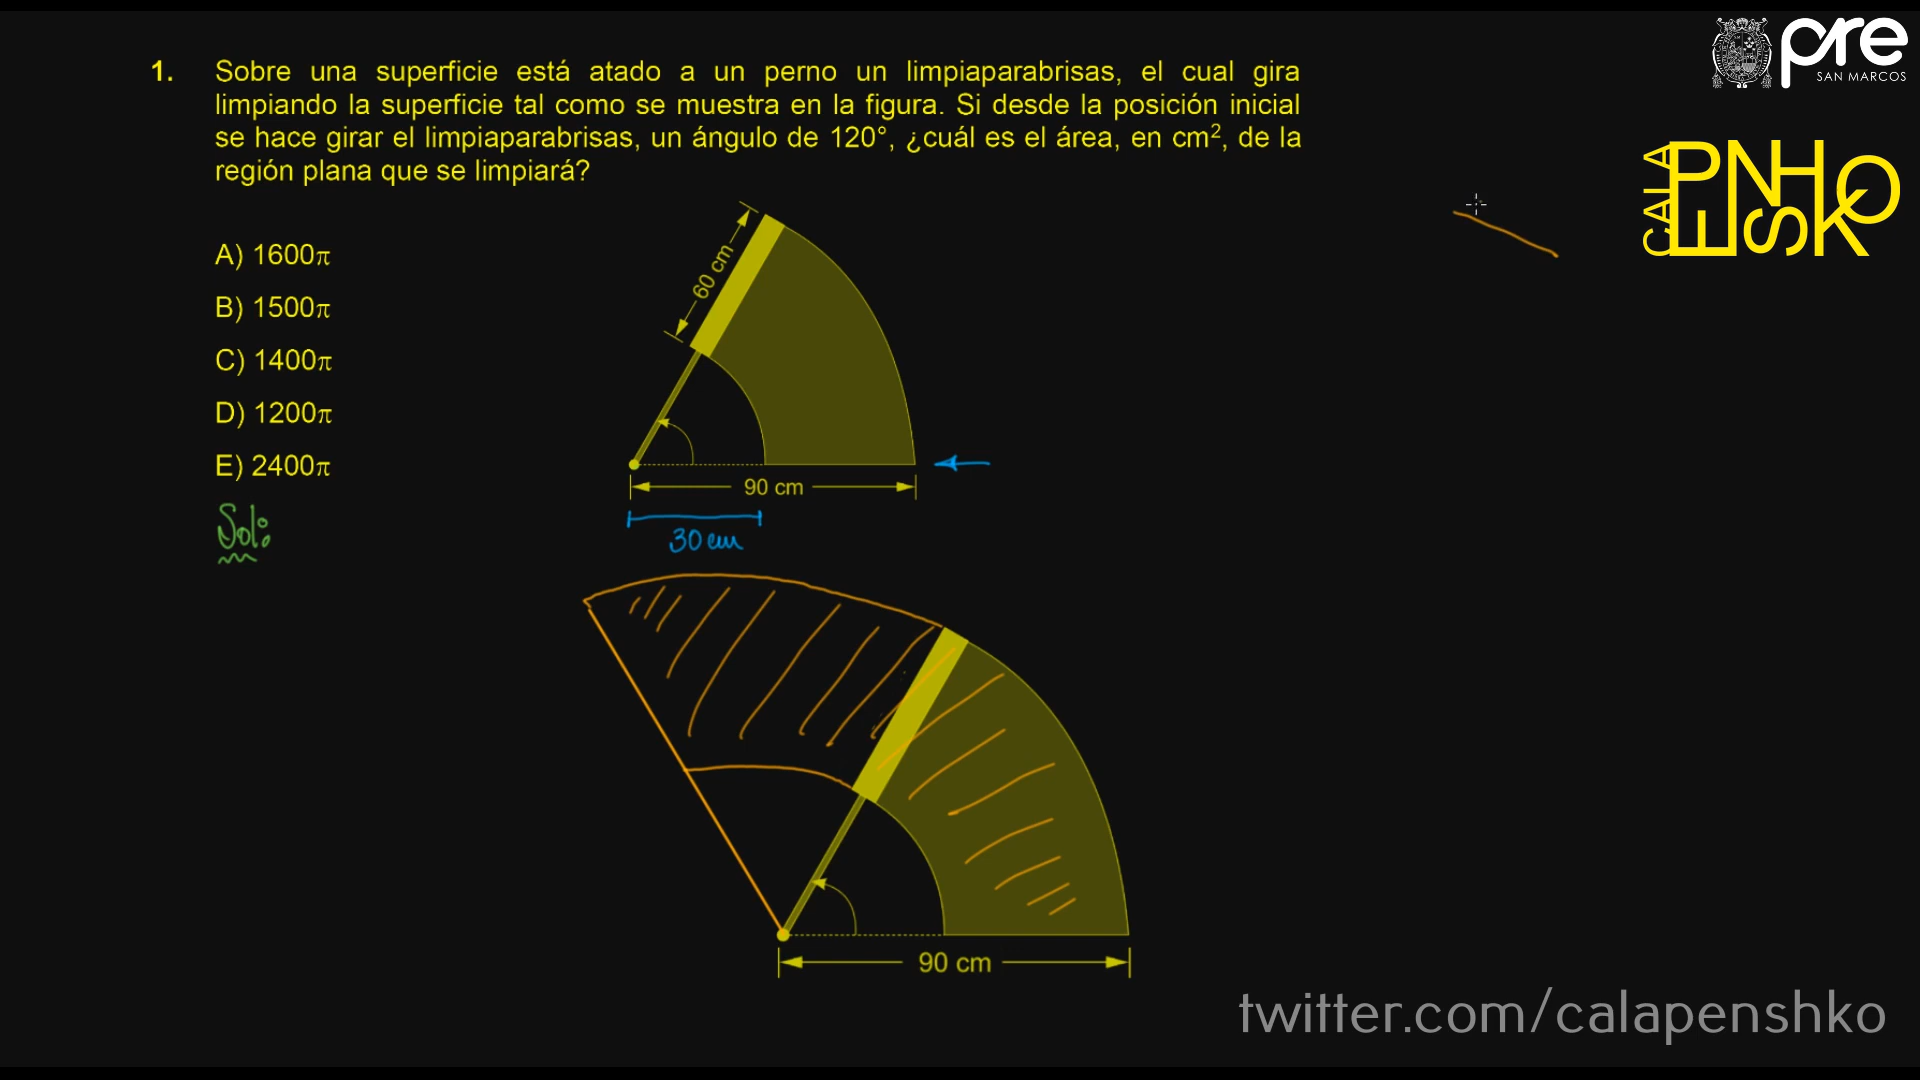 1. Sobre una superficie está atado a un perno un limpiaparabrisas, el cual gira
limpiando la superficie tal como se muestra en la figura. Si desde la posición inicial
se hace girar el limpiaparabrisas, un ángulo de 120°, ¿cuál es el área, en cm², de la
región plana que se limpiará?
A) 1600π
B) 1500π
C) 1400π
D) 1200π
E) 2400π
Sol:
60 cm
90 cm
30 cm
90 cm
pre
SAN MARCOS
CALA
PNHO
ESK
twitter.com/calapenshko